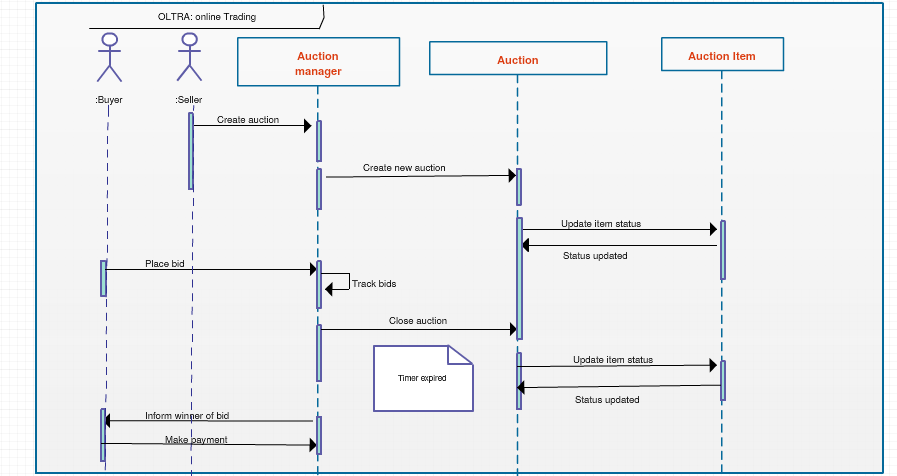 OLTRA: online Trading
Auction
manager
Auction
Auction Item
:Buyer
:Seller
Create auction
Create new auction
Update item status
Status updated
Place bid
Track bids
Close auction
Timer expired
Update item status
Status updated
Inform winner of bid
Make payment